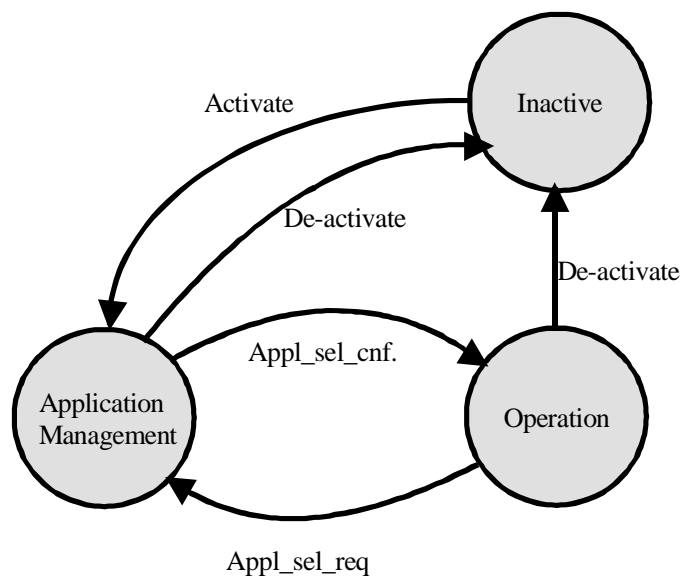 Activate
Inactive
De-activate
De-activate
Appl_sel_cnf.
Application
Management
Operation
Appl_sel_req